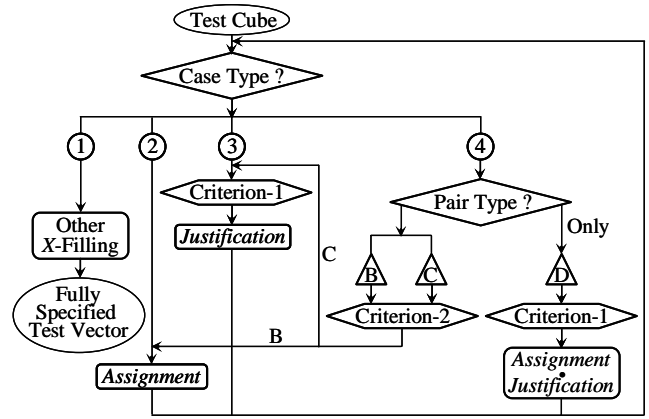 Test Cube
Case Type ?
1
2
3
4
Criterion-1
Pair Type ?
Other
X-Filling
Justification
Only
C
B
C
D
Fully
Specified
Test Vector
Criterion-2
Criterion-1
B
Assignment
Assignment
•
Justification